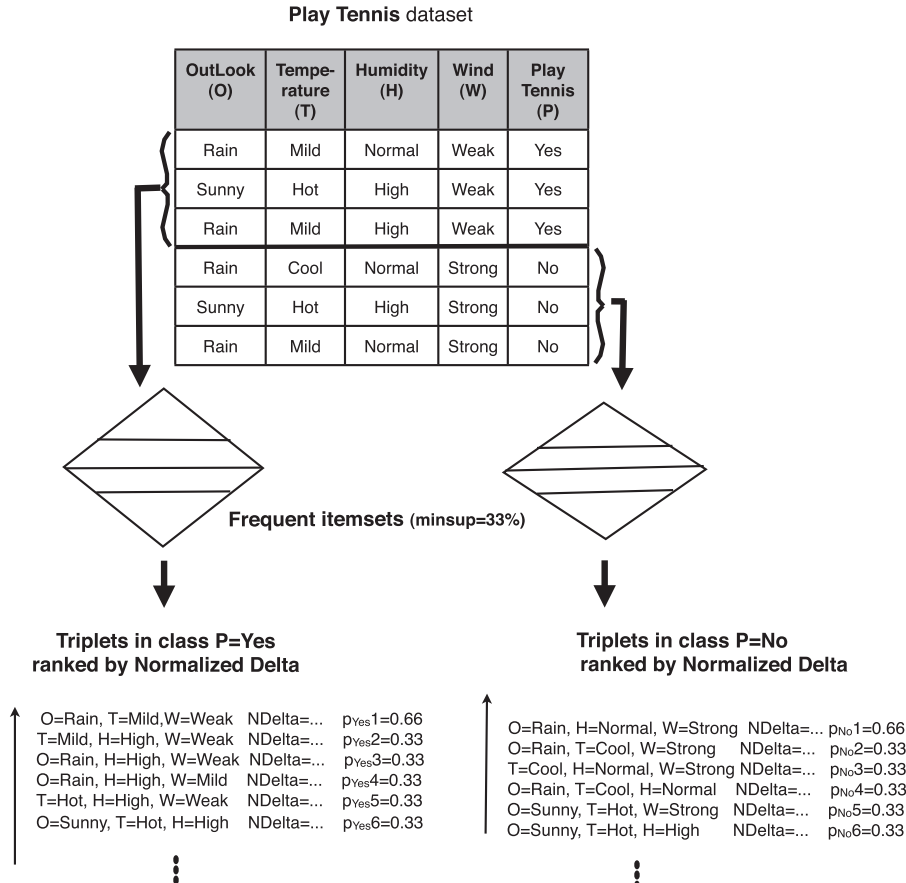 Play Tennis dataset
OutLook (O) Tempe-rature (T) Humidity (H) Wind (W) Play Tennis (P)
Rain Mild Normal Weak Yes
Sunny Hot High Weak Yes
Rain Mild High Weak Yes
Rain Cool Normal Strong No
Sunny Hot High Strong No
Rain Mild Normal Strong No
Frequent itemsets (minsup=33%)
Triplets in class P=Yes
ranked by Normalized Delta
O=Rain, T=Mild,W=Weak NDelta=... pYes1=0.66
T=Mild, H=High, W=Weak NDelta=... pYes2=0.33
O=Rain, H=High, W=Weak NDelta=... pYes3=0.33
O=Rain, H=High, W=Mild NDelta=... pYes4=0.33
T=Hot, H=High, W=Weak NDelta=... pYes5=0.33
O=Sunny, T=Hot, H=High NDelta=... pYes6=0.33
Triplets in class P=No
ranked by Normalized Delta
O=Rain, H=Normal, W=Strong NDelta=... pNo1=0.66
O=Rain, T=Cool, W=Strong NDelta=... pNo2=0.33
T=Cool, H=Normal, W=Strong NDelta=... pNo3=0.33
O=Rain, T=Cool, H=Normal NDelta=... pNo4=0.33
O=Sunny, T=Hot, W=Strong NDelta=... pNo5=0.33
O=Sunny, T=Hot, H=High NDelta=... pNo6=0.33